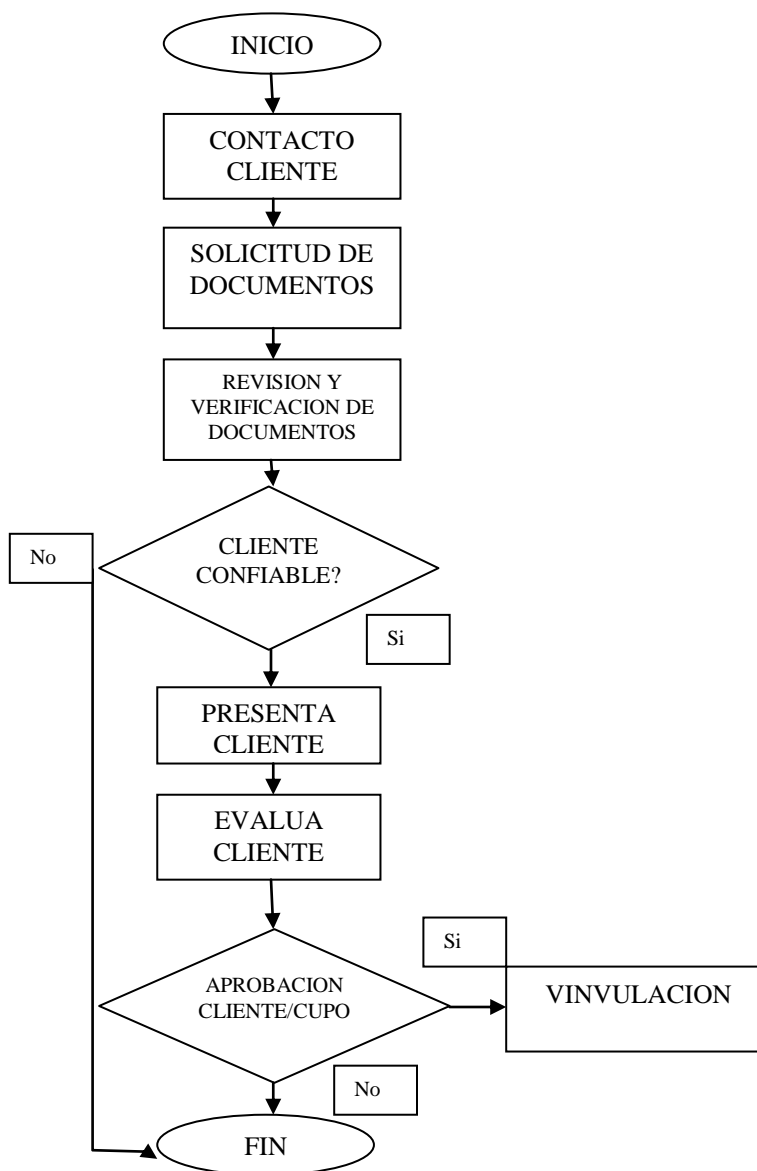 INICIO
CONTACTO
CLIENTE
SOLICITUD DE
DOCUMENTOS
REVISION Y
VERIFICACION DE
DOCUMENTOS
No
CLIENTE
CONFIABLE?
Si
PRESENTA
CLIENTE
EVALUA
CLIENTE
Si
APROBACION
CLIENTE/CUPO
VINVULACION
No
FIN